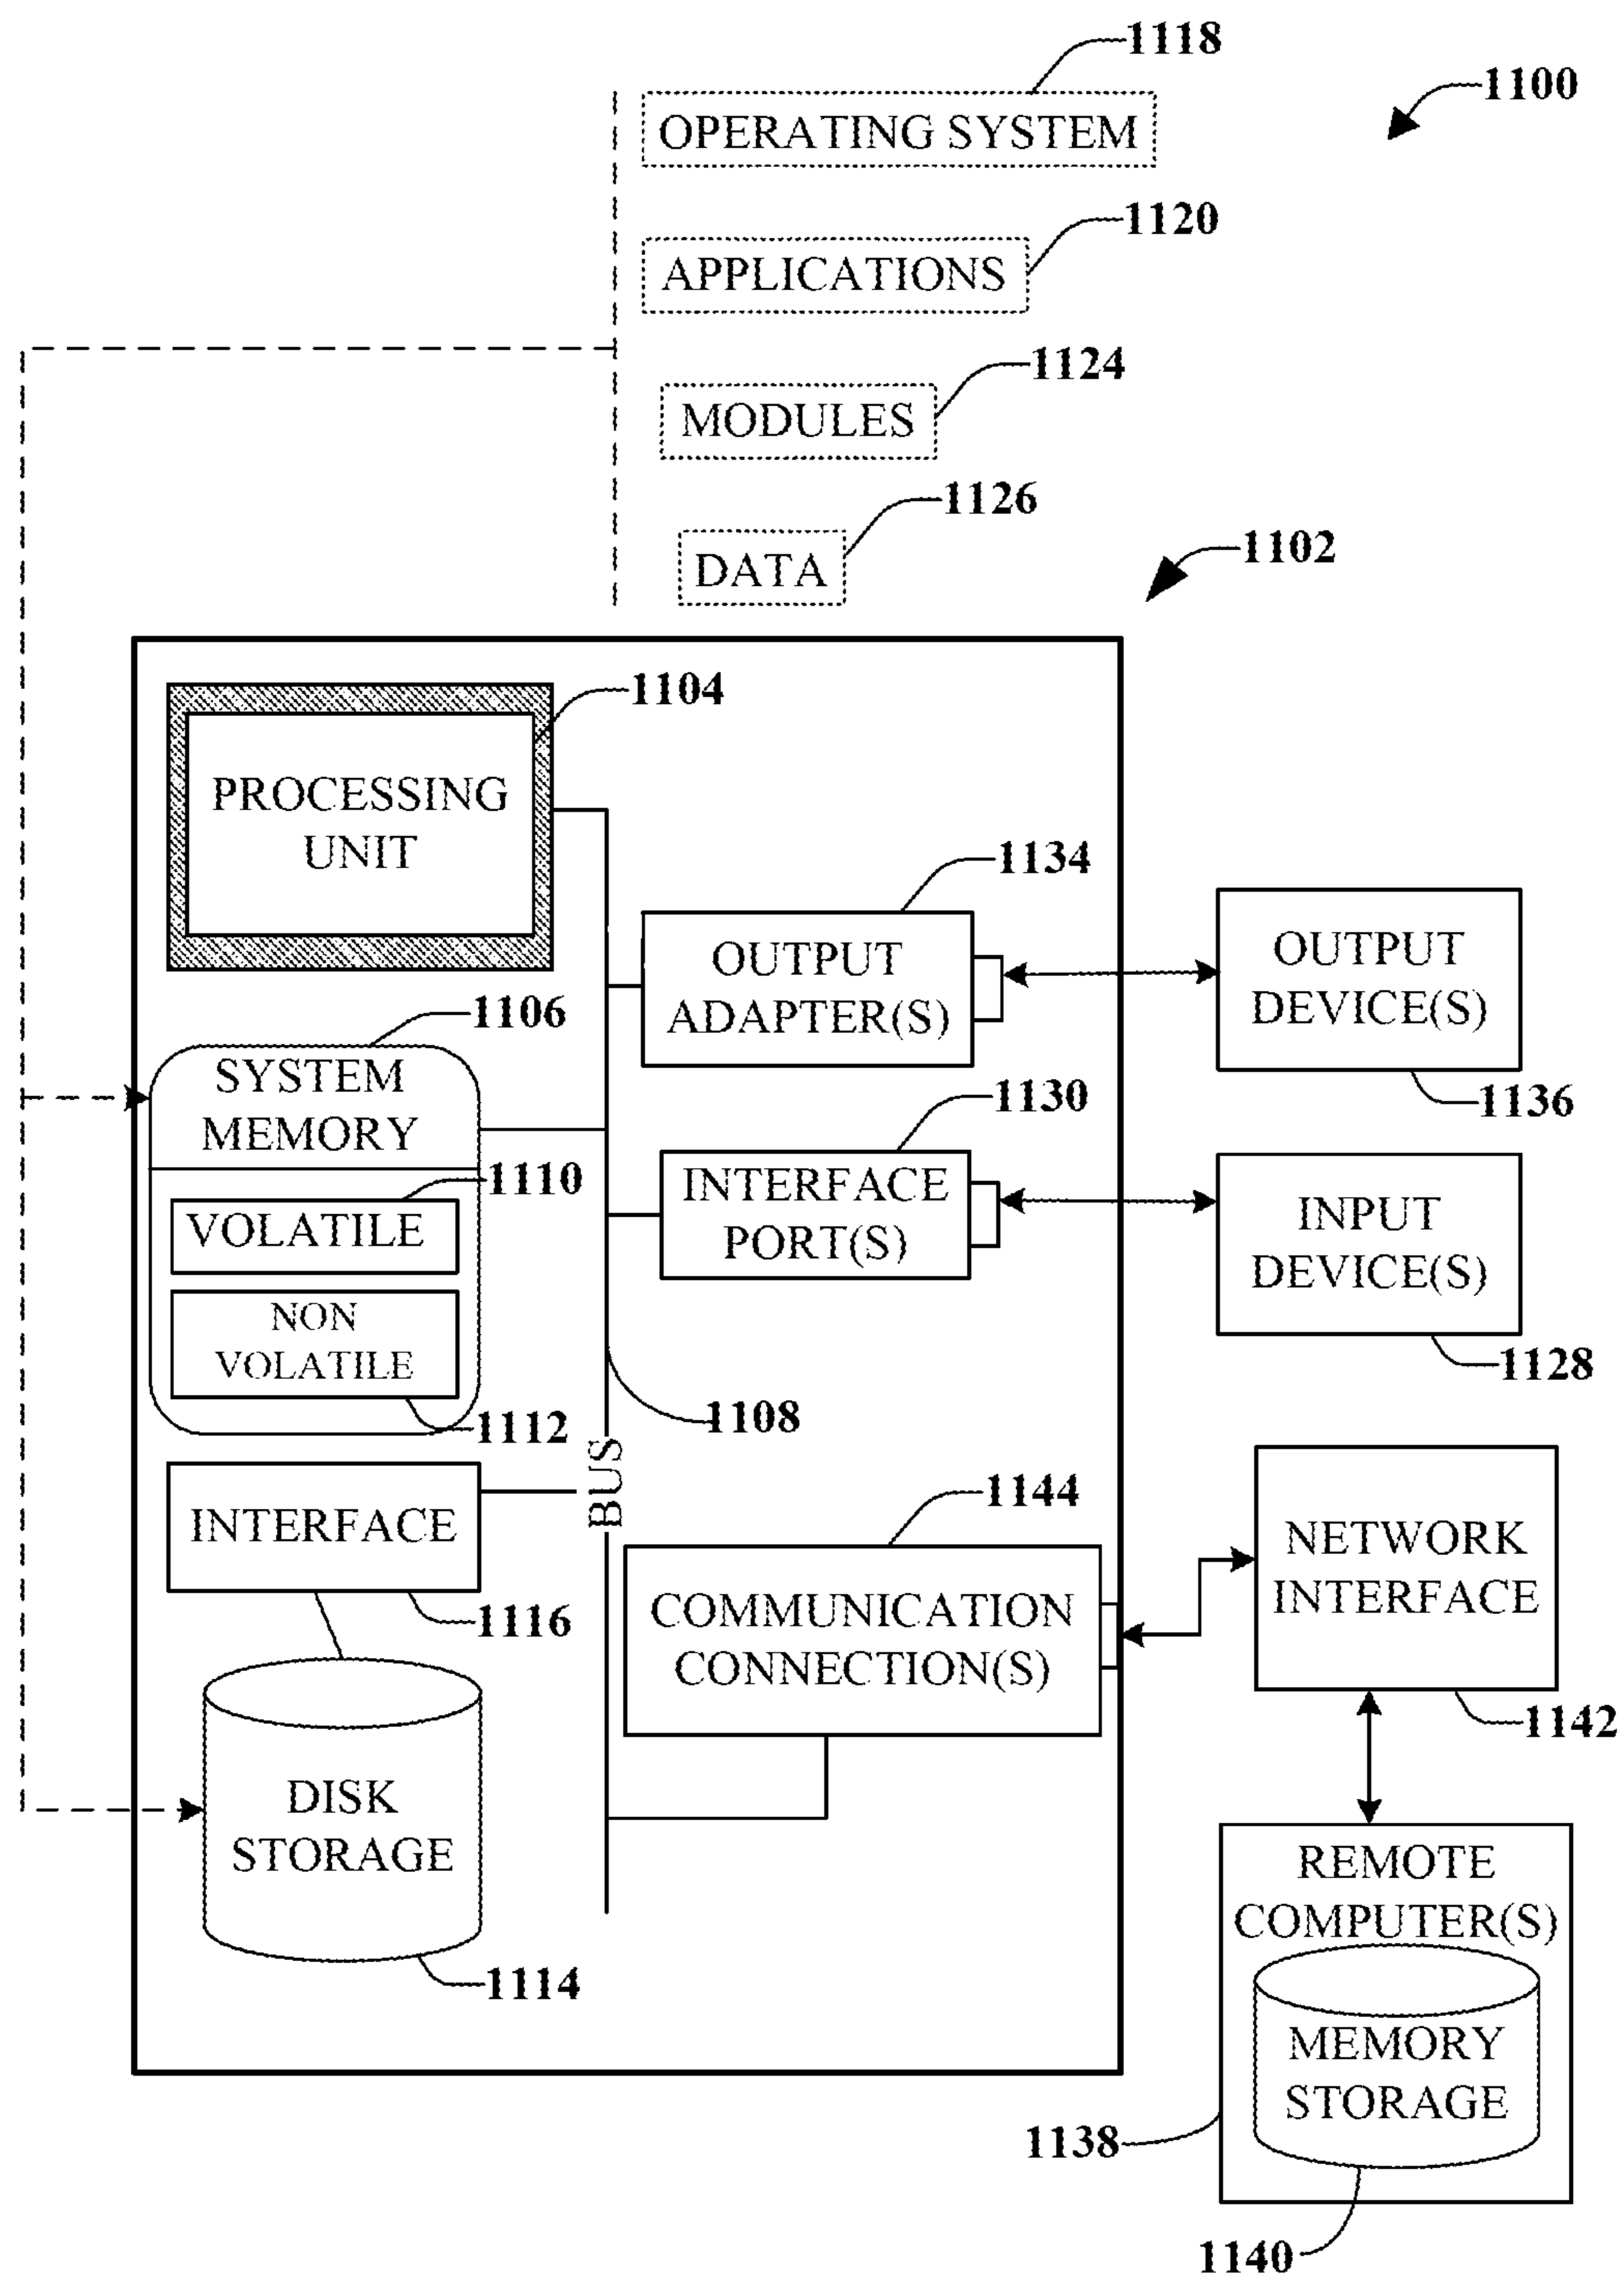 1118
1100
OPERATING SYSTEM
1120
APPLICATIONS
1124
MODULES
1126
DATA
1102
1104
PROCESSING
UNIT
1134
OUTPUT
ADAPTER(S)
OUTPUT
DEVICE(S)
1136
1106
SYSTEM
MEMORY
1110
VOLATILE
NON
VOLATILE
1112
1130
INTERFACE
PORT(S)
INPUT
DEVICE(S)
1128
1108
BUS
INTERFACE
1116
1144
COMMUNICATION
CONNECTION(S)
NETWORK
INTERFACE
1142
DISK
STORAGE
1114
REMOTE
COMPUTER(S)
MEMORY
STORAGE
1138
1140